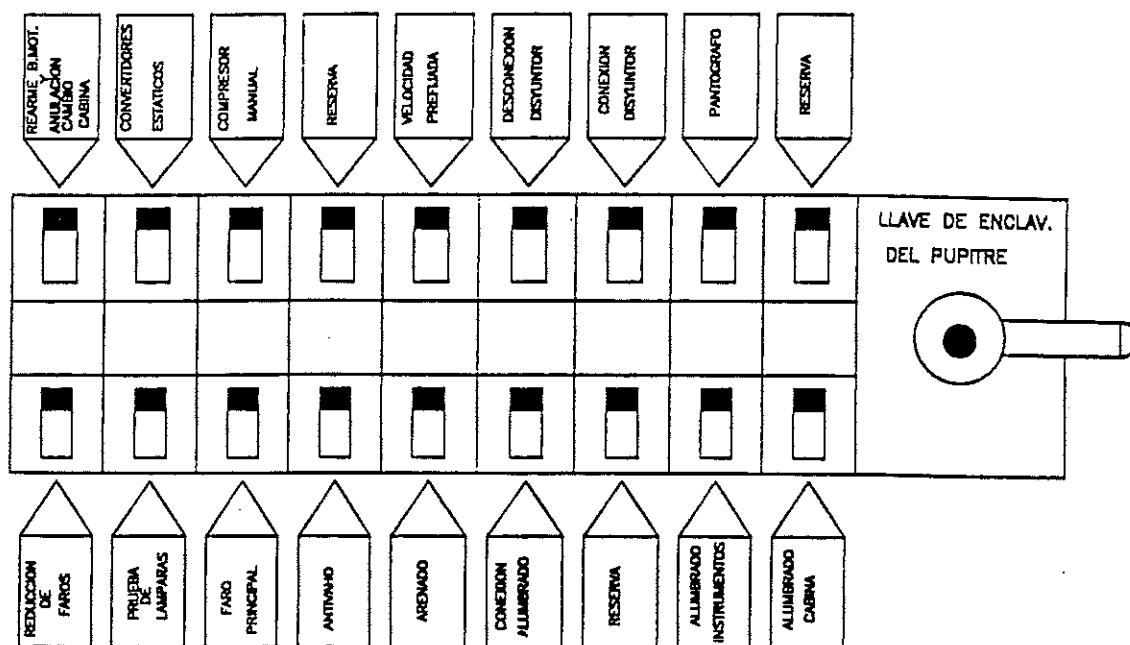 REARME B.MOT.
Y
ANULACION
CAMBIO
CABINA
CONVERTIDORES
ESTATICOS
COMPRESOR
MANUAL
RESERVA
VELOCIDAD
PREFIJADA
DESCONEXION
DISYUNTOR
CONEXION
DISYUNTOR
PANTOGRAFO
RESERVA
LLAVE DE ENCLAV.
DEL PUPITRE
REDUCCION
DE
FAROS
PRUEBA
DE
LAMPARAS
FARO
PRINCIPAL
ANTIVAHO
ARENADO
CONEXION
ALUMBRADO
RESERVA
ALUMBRADO
INSTRUMENTOS
ALUMBRADO
CABINA